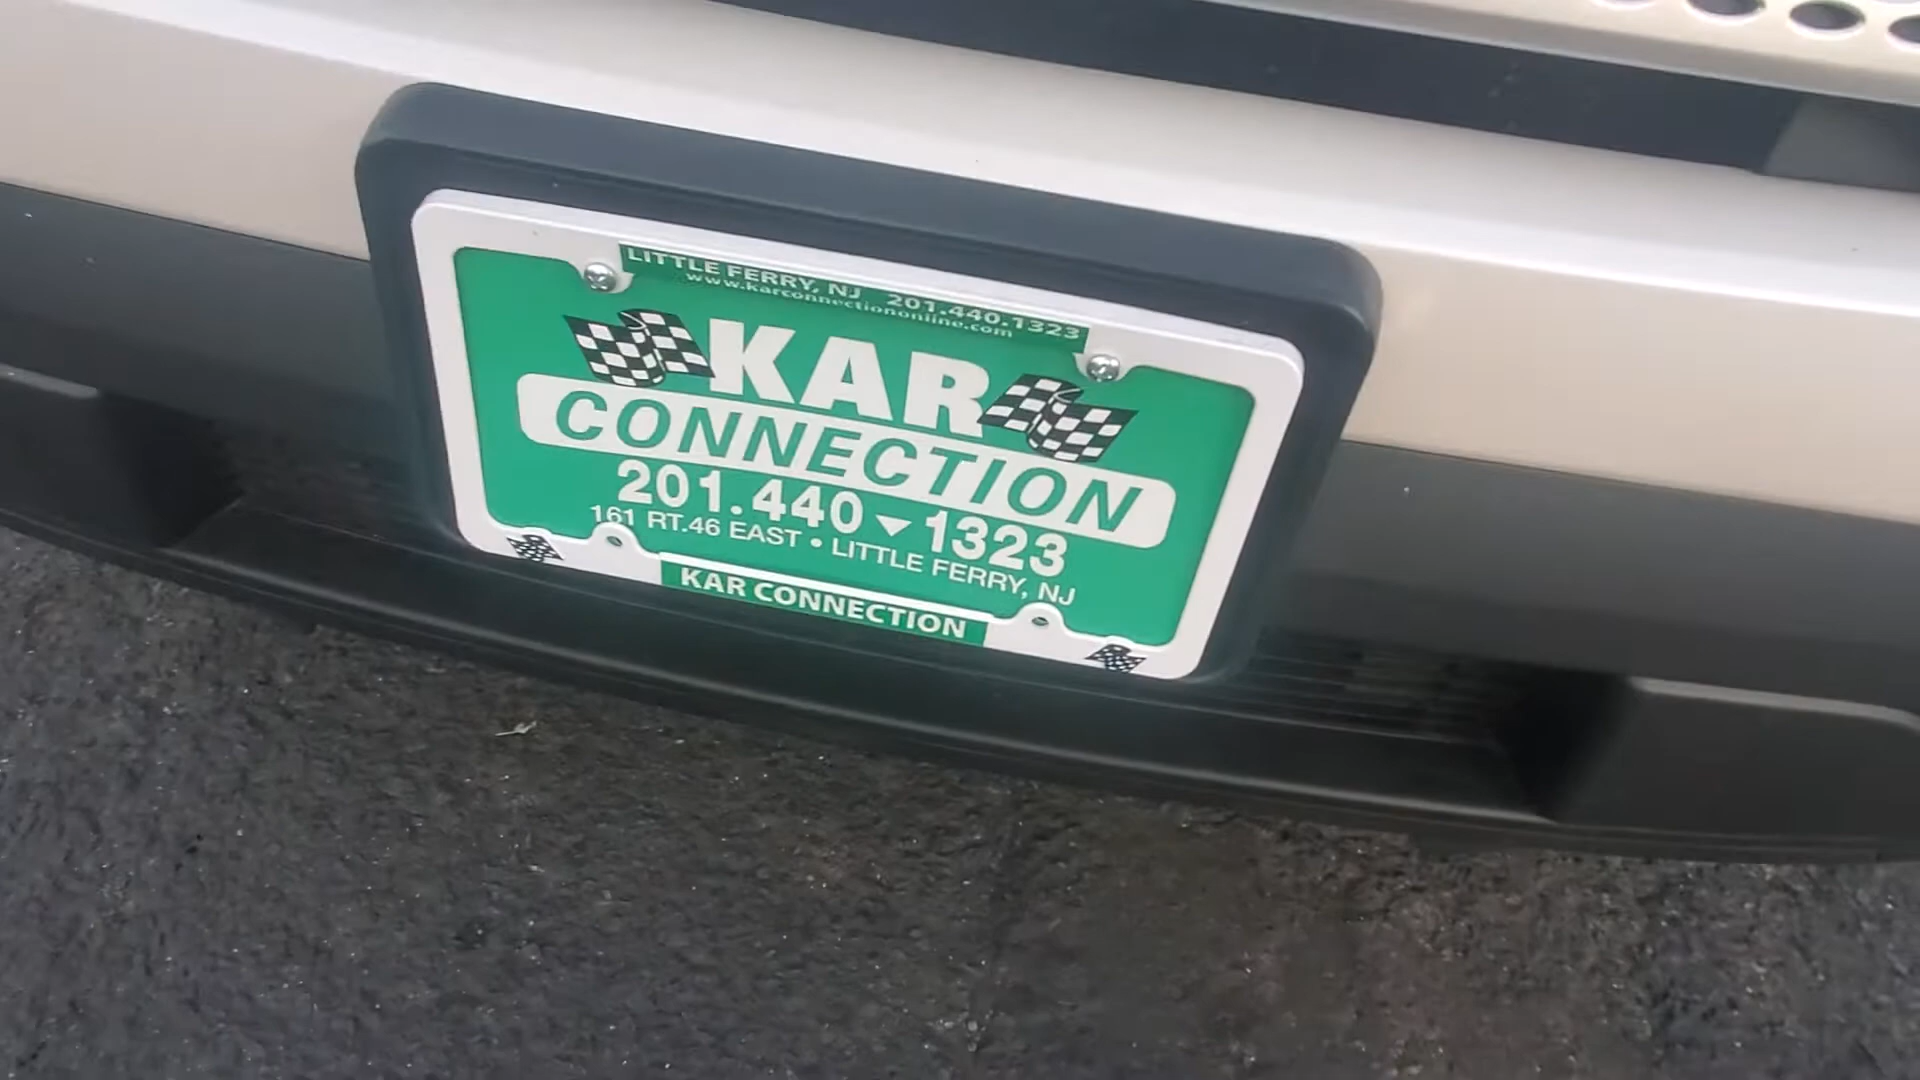 LITTLE FERRY, NJ 201.440.1323
www.karconnectiononline.com
KAR
CONNECTION
201.440 ▼ 1323
161 RT.46 EAST • LITTLE FERRY, NJ
KAR CONNECTION